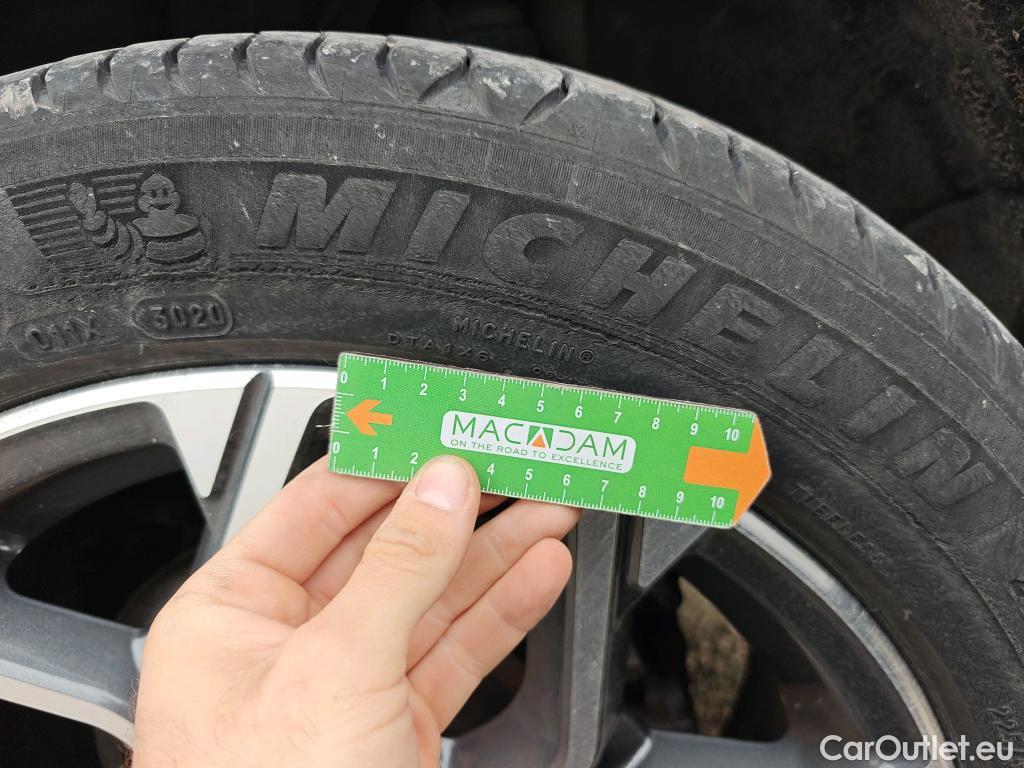 MICHELIN
011X 3020
MICHELIN®
DTA1X6
0 1 2 3 4 5 6 7 8 9 10
MACADAM
ON THE ROAD TO EXCELLENCE
0 1 2 4 5 6 7 8 9 10
CarOutlet.eu